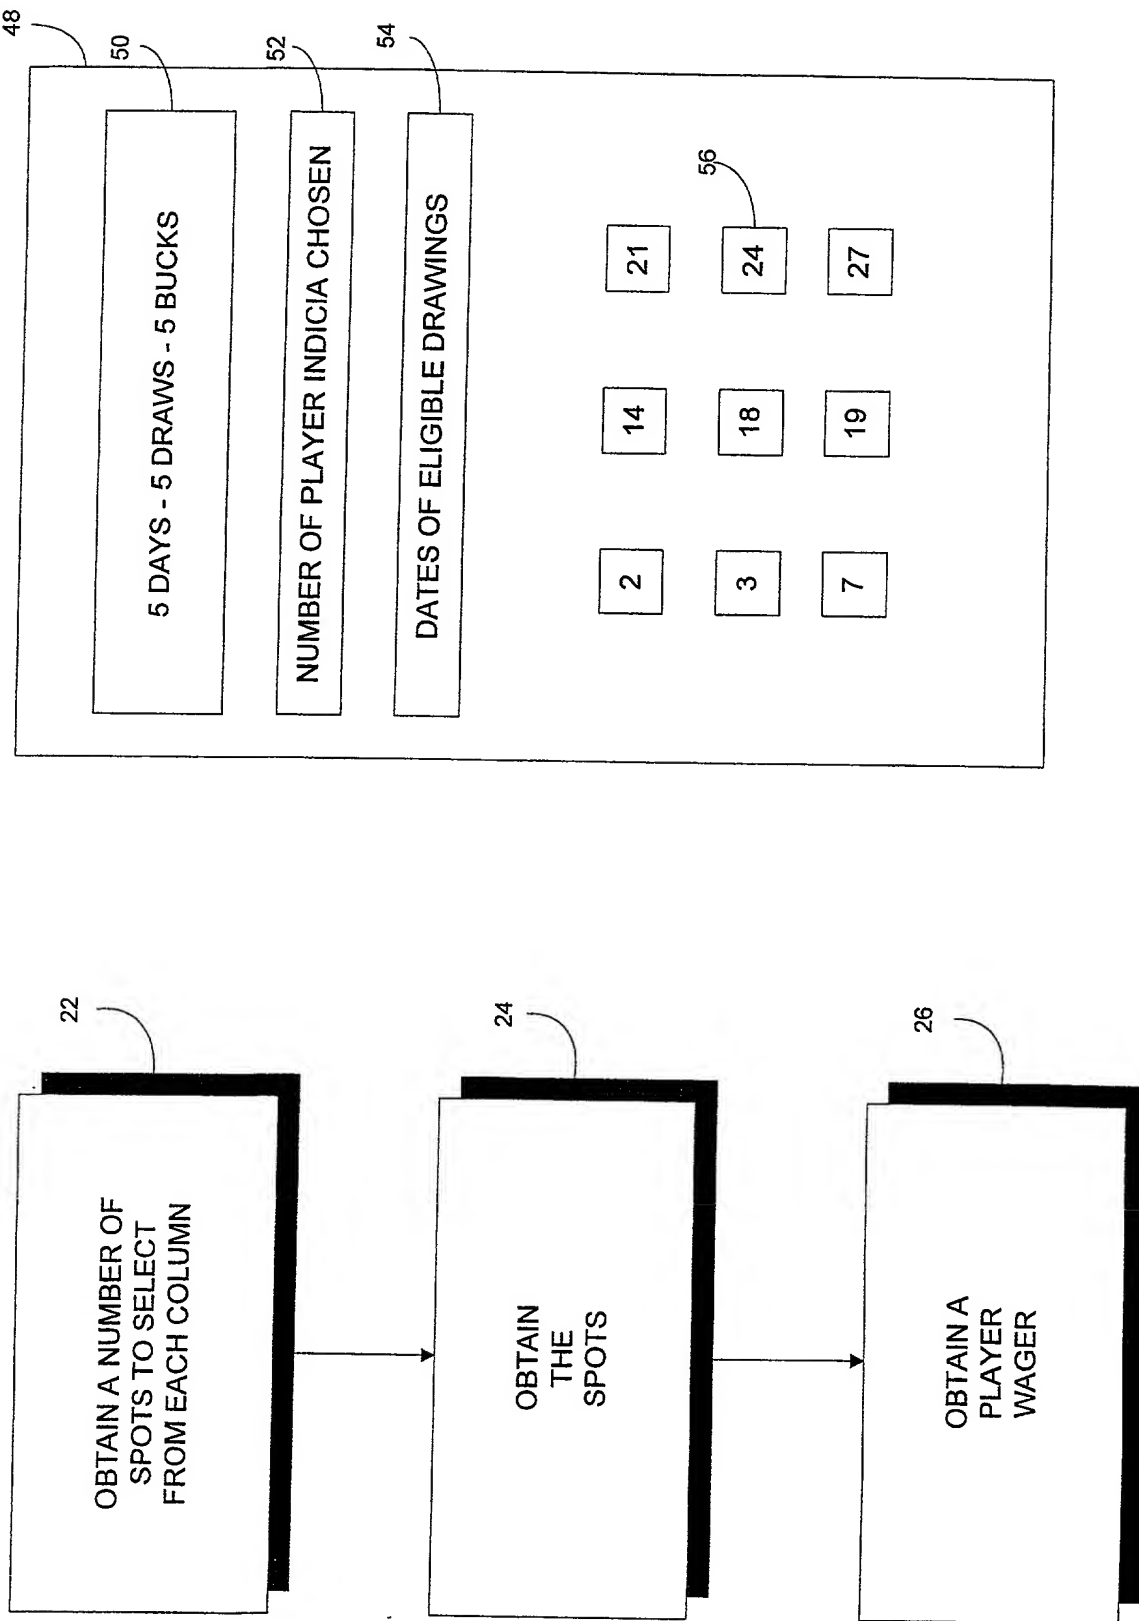 22
OBTAIN A NUMBER OF
SPOTS TO SELECT
FROM EACH COLUMN
24
OBTAIN
THE
SPOTS
26
OBTAIN A
PLAYER
WAGER
48
50
5 DAYS - 5 DRAWS - 5 BUCKS
52
NUMBER OF PLAYER INDICIA CHOSEN
54
DATES OF ELIGIBLE DRAWINGS
56
2 14 21
3 18 24
7 19 27